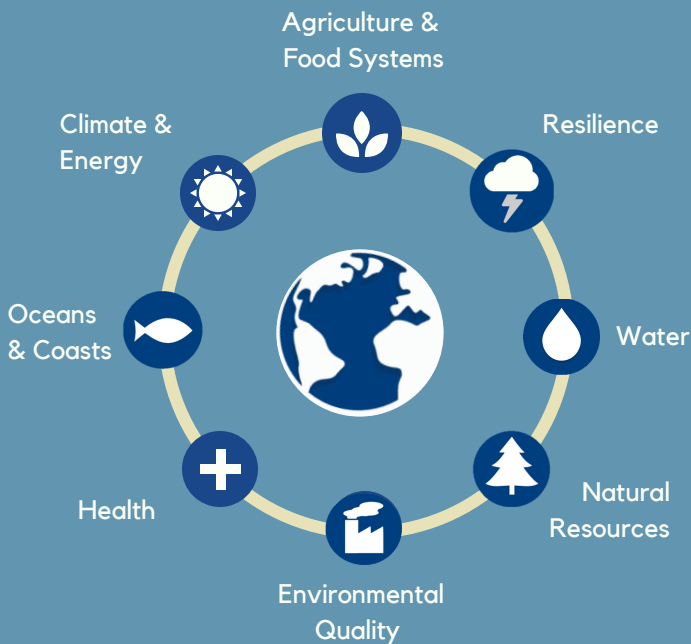 Agriculture &
Food Systems
Resilience
Water
Natural
Resources
Environmental
Quality
Health
Oceans
& Coasts
Climate &
Energy